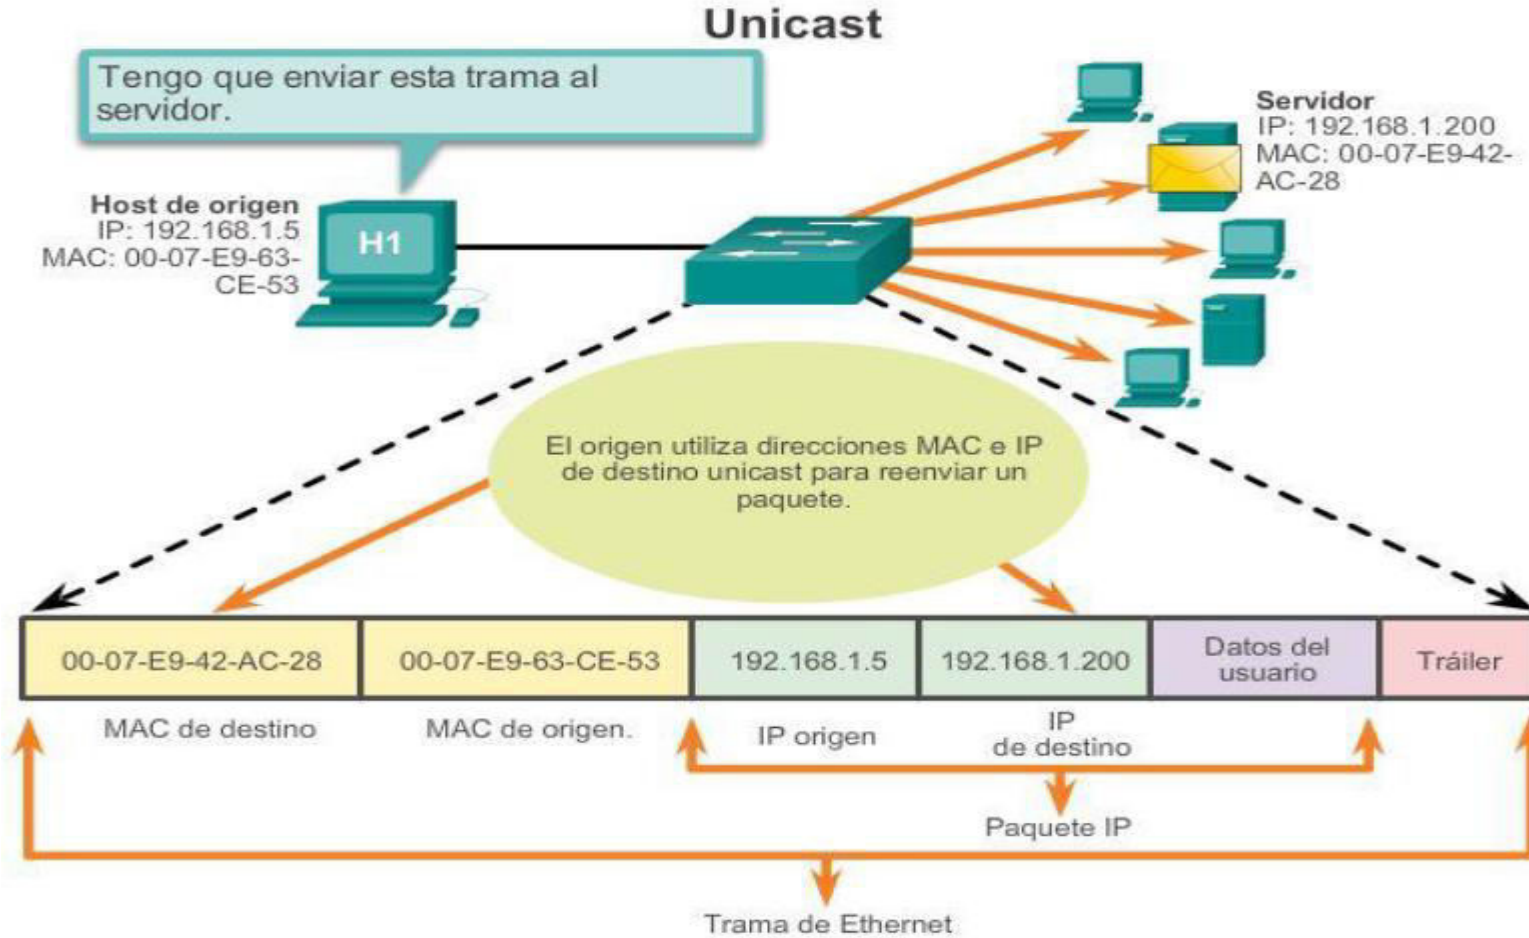 Unicast
Tengo que enviar esta trama al
servidor.
Servidor
IP: 192.168.1.200
MAC: 00-07-E9-42-
AC-28
Host de origen
IP: 192.168.1.5
MAC: 00-07-E9-63-
CE-53
H1
El origen utiliza direcciones MAC e IP
de destino unicast para reenviar un
paquete.
00-07-E9-42-AC-28
00-07-E9-63-CE-53
192.168.1.5
192.168.1.200
Datos del
usuario
Tráiler
MAC de destino
MAC de origen.
IP origen
IP
de destino
Paquete IP
Trama de Ethernet